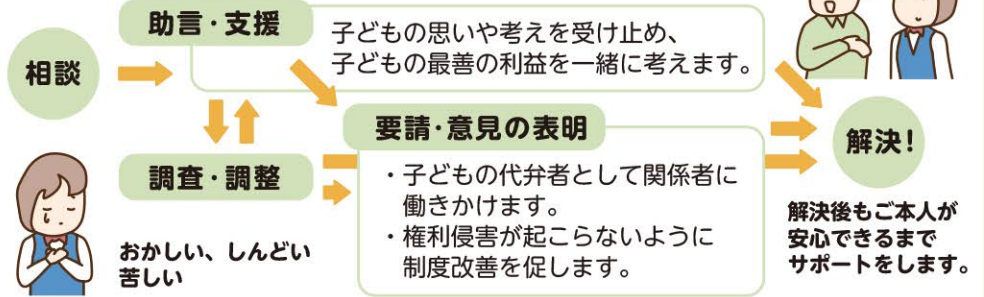 相談
助言・支援
子どもの思いや考えを受け止め、
子どもの最善の利益を一緒に考えます。
調査・調整
おかしい、しんどい
苦しい
要請・意見の表明
・子どもの代弁者として関係者に
働きかけます。
・権利侵害が起こらないように
制度改善を促します。
解決!
解決後もご本人が
安心できるまで
サポートをします。